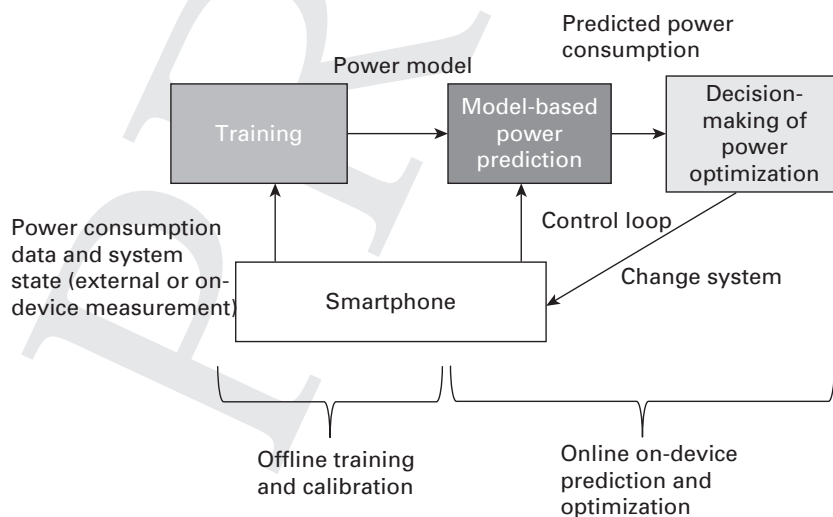 Predicted power
consumption
Power model
Training
Model-based
power
prediction
Decision-
making of
power
optimization
Power consumption
data and system
state (external or on-
device measurement)
Control loop
Change system
Smartphone
Offline training
and calibration
Online on-device
prediction and
optimization